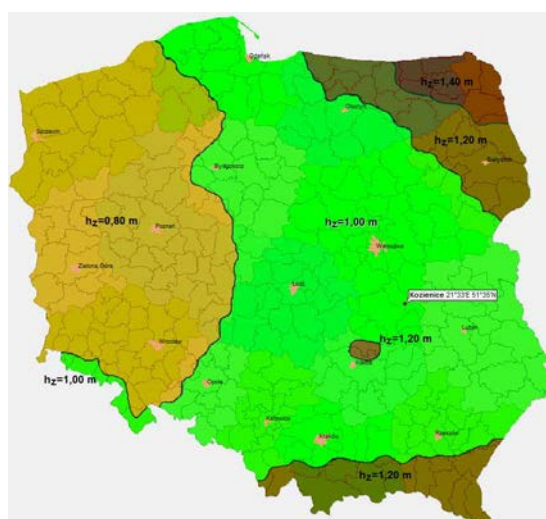 Gdańsk
hz=1,40 m
Olsztyn
Szczecin
hz=1,20 m
Białystok
Bydgoszcz
hz=0,80 m
hz=1,00 m
Poznań
Warszawa
Zielona Góra
Łódź
Kozienice 21°33'E 51°35'N
Lublin
hz=1,20 m
Wrocław
hz=1,00 m
Opole
Katowice
Kraków
Rzeszów
hz=1,20 m